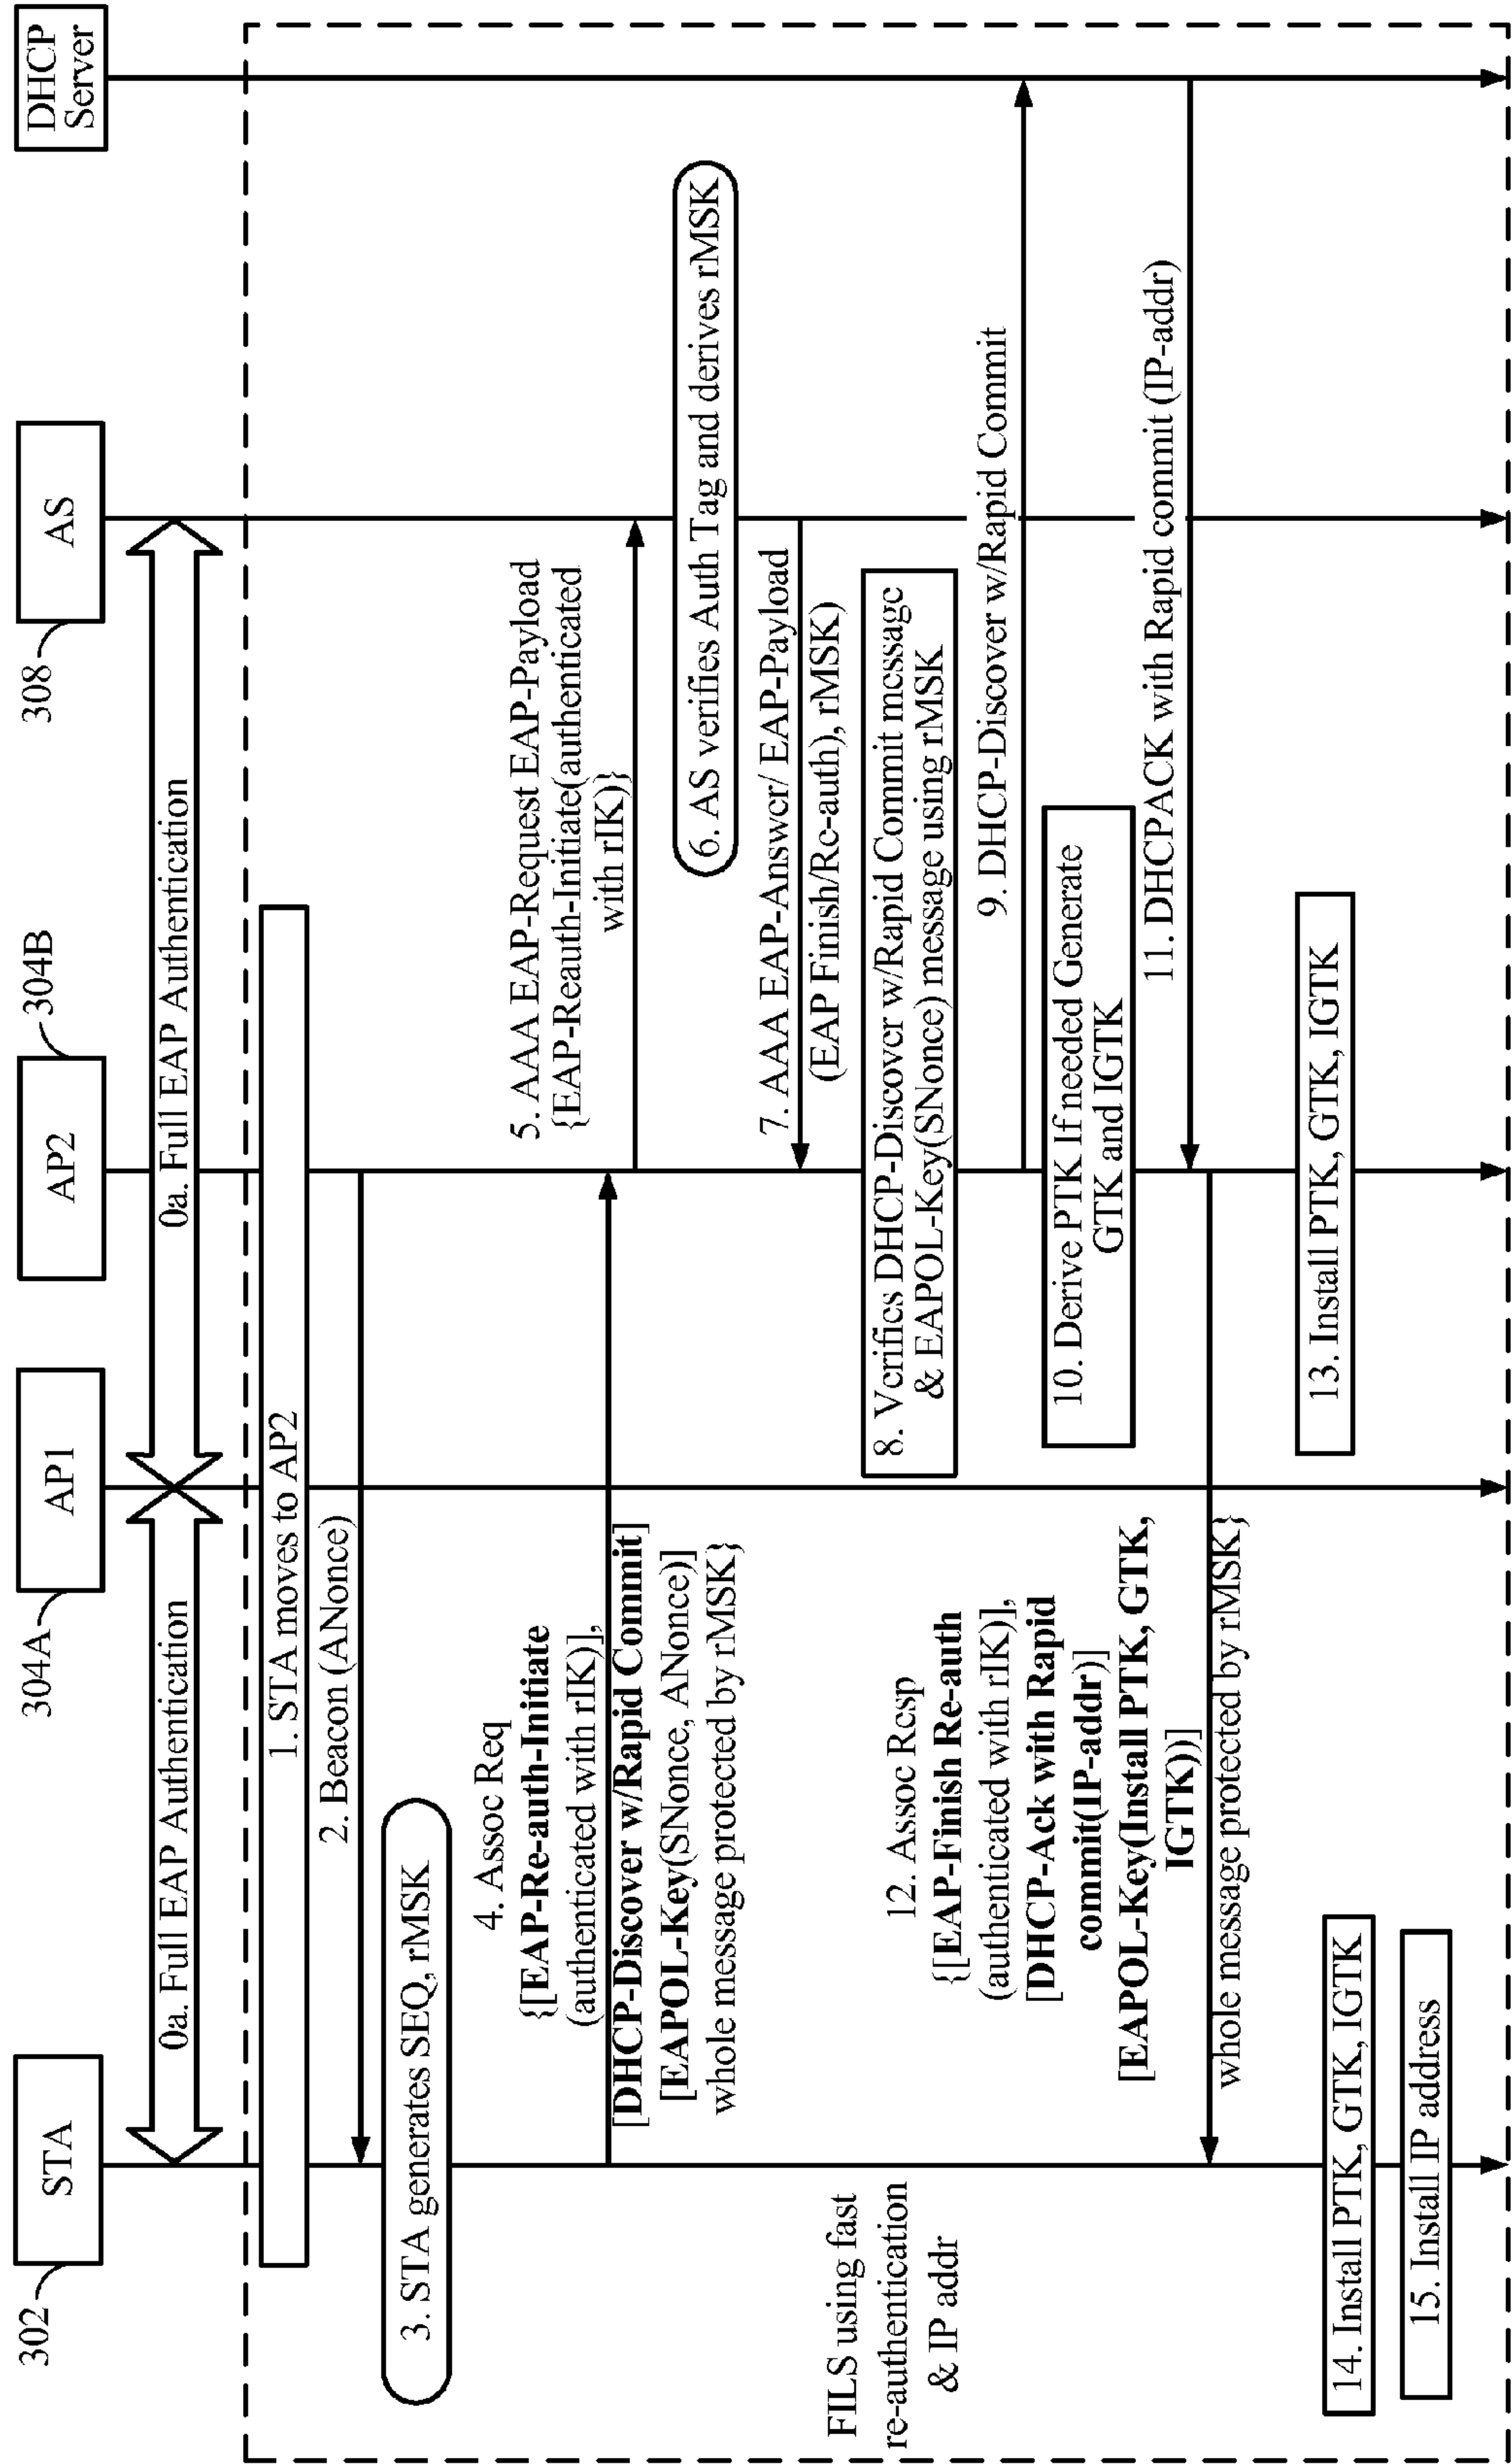 302
STA
304A
AP1
AP2
304B
308
AS
DHCP
Server
0a. Full EAP Authentication
0a. Full EAP Authentication
1. STA moves to AP2
2. Beacon (ANonce)
3. STA generates SEQ, rMSK
4. Assoc Req
{[EAP-Re-auth-Initiate
(authenticated with rIK)],
[DHCP-Discover w/Rapid Commit]
[EAPOL-Key(SNonce, ANonce)]
whole message protected by rMSK}
5. AAA EAP-Request EAP-Payload
{EAP-Reauth-Initiate(authenticated
with rIK)}
6. AS verifies Auth Tag and derives rMSK
7. AAA EAP-Answer/ EAP-Payload
(EAP Finish/Re-auth), rMSK)
8. Verifies DHCP-Discover w/Rapid Commit message
& EAPOL-Key(SNonce) message using rMSK
9. DHCP-Discover w/Rapid Commit
10. Derive PTK If needed Generate
GTK and IGTK
11. DHCPACK with Rapid commit (IP-addr)
FILS using fast
re-authentication
& IP addr
12. Assoc Resp
{[EAP-Finish Re-auth
(authenticated with rIK)],
[DHCP-Ack with Rapid
commit(IP-addr)]
[EAPOL-Key(Install PTK, GTK,
IGTK))]
whole message protected by rMSK}
13. Install PTK, GTK, IGTK
14. Install PTK, GTK, IGTK
15. Install IP address